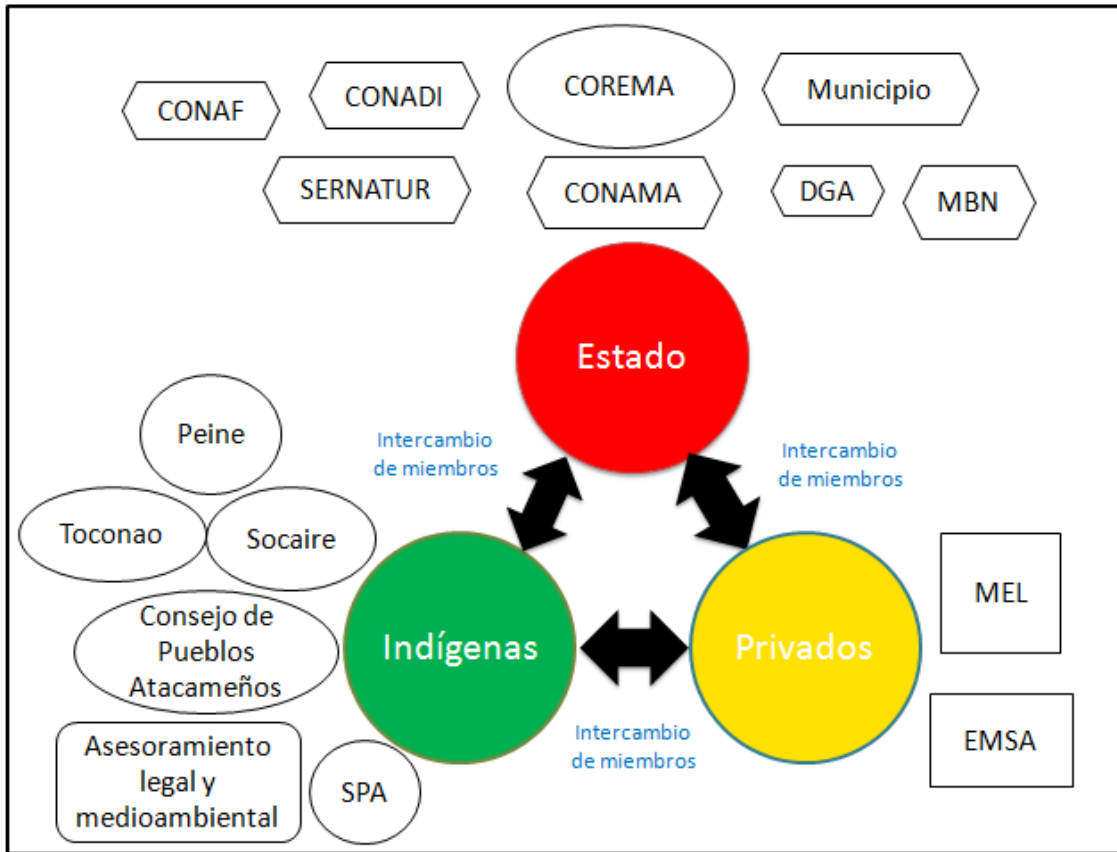 CONAF
CONADI
COREMA
Municipio
SERNATUR
CONAMA
DGA
MBN
Estado
Peine
Intercambio
de miembros
Intercambio
de miembros
Toconao
Socaire
MEL
Consejo de
Pueblos
Atacameños
Indígenas
Privados
Intercambio
de miembros
EMSA
Asesoramiento
legal y
medioambiental
SPA